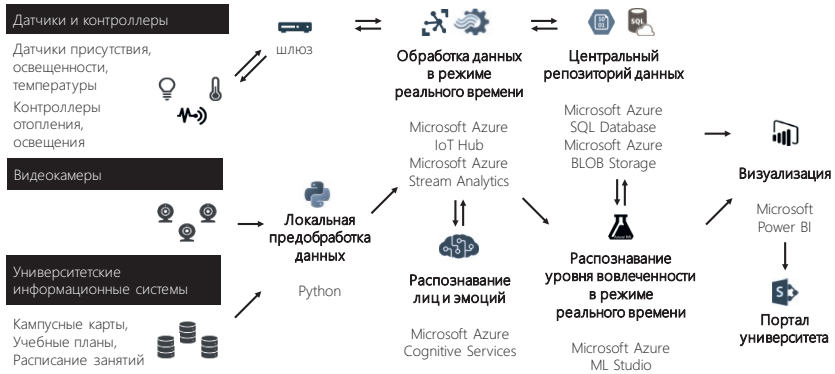 Датчики и контроллеры
Датчики присутствия,
освещенности,
температуры
Контроллеры
отопления,
освещения
Видеокамеры
Университетские
информационные системы
Кампусные карты,
Учебные планы,
Расписание занятий
шлюз
Локальная
предобработка
данных
Python
Обработка данных
в режиме
реального времени
Microsoft Azure
IoT Hub
Microsoft Azure
Stream Analytics
Распознавание
лиц и эмоций
Microsoft Azure
Cognitive Services
SQL
Центральный
репозиторий данных
Microsoft Azure
SQL Database
Microsoft Azure
BLOB Storage
Распознавание
уровня вовлеченности
в режиме
реального времени
Microsoft Azure
ML Studio
Визуализация
Microsoft
Power BI
S
Портал
университета